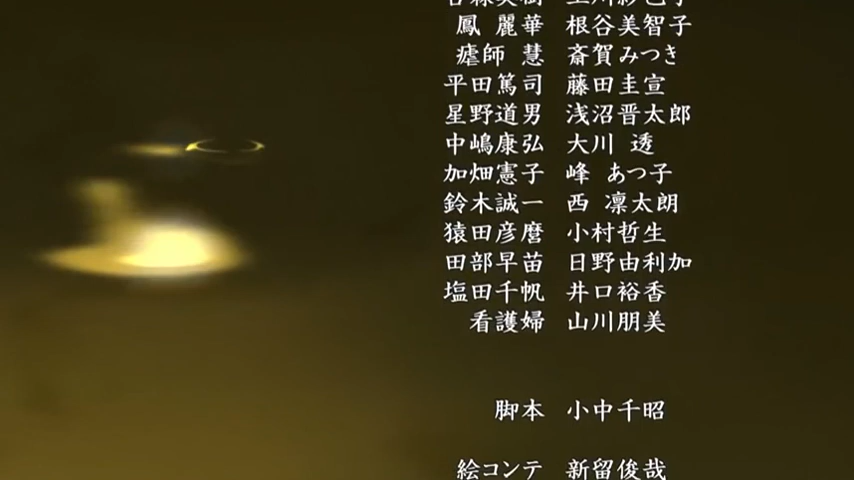 鳳 麗華 根谷美智子
瘧師 慧 斎賀みつき
平田篤司 藤田圭宣
星野道男 浅沼晋太郎
中嶋康弘 大川 透
加畑憲子 峰 あつ子
鈴木誠一 西 凛太朗
猿田彦麿 小村哲生
田部早苗 日野由利加
塩田千帆 井口裕香
看護婦 山川朋美
脚本 小中千昭
絵コンテ 新留俊哉